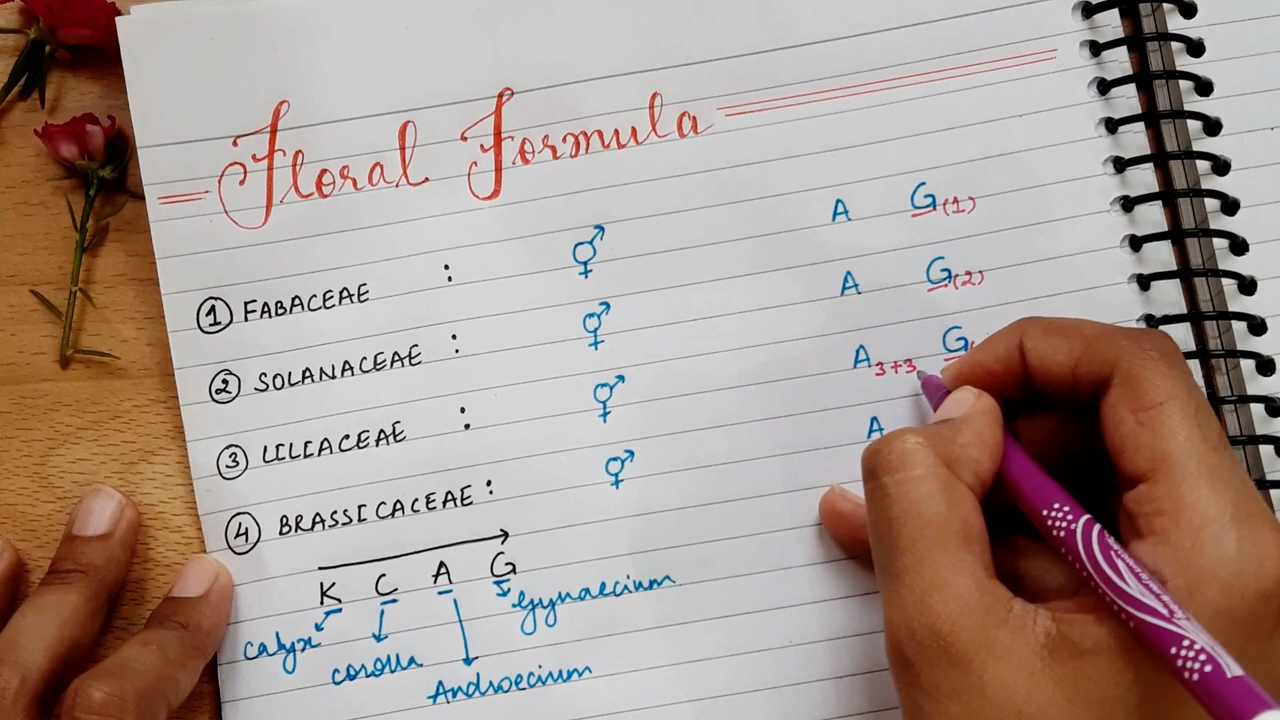 Floral Formula
① FABACEAE : ⚥ A G(1)
② SOLANACEAE : ⚥ A G(2)
③ LILIACEAE : ⚥ A3+3 G(
④ BRASSICACEAE : ⚥ A
K C A G
Gynaecium
calyx
corolla
Androecium